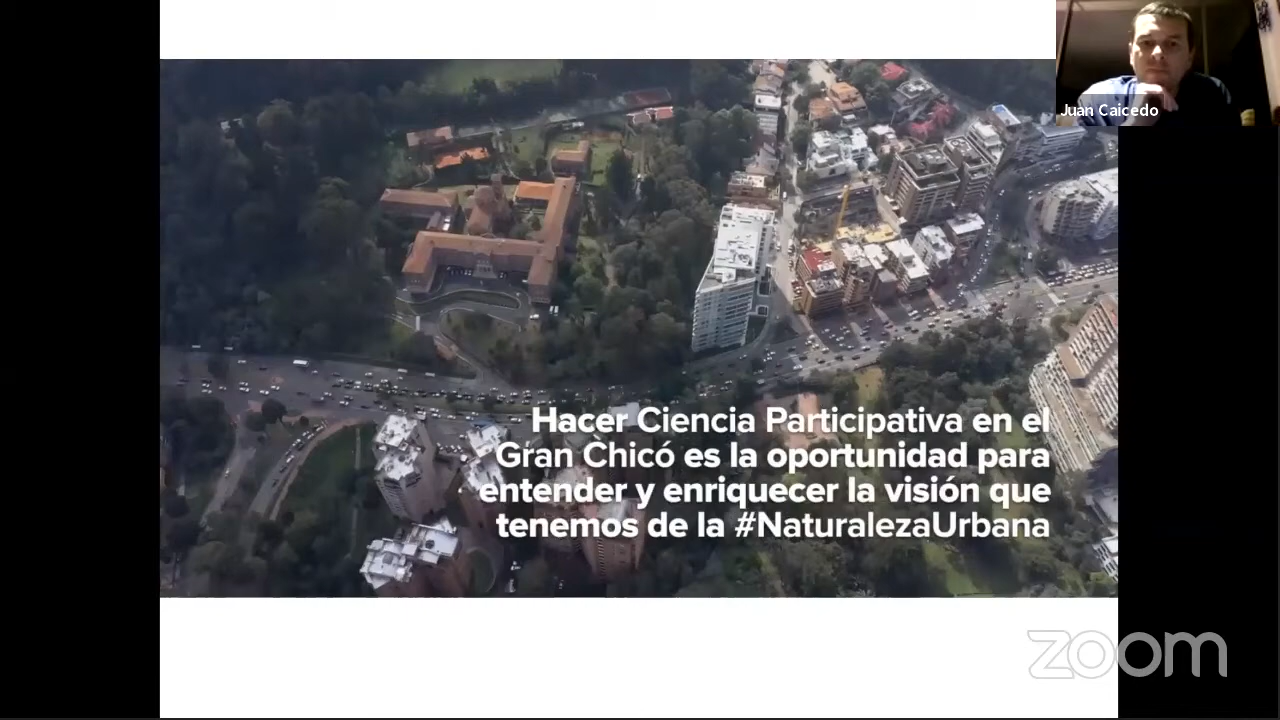 Juan Caicedo
Hacer Ciencia Participativa en el
Gran Chicó es la oportunidad para
entender y enriquecer la visión que
tenemos de la #NaturalezaUrbana
zoom